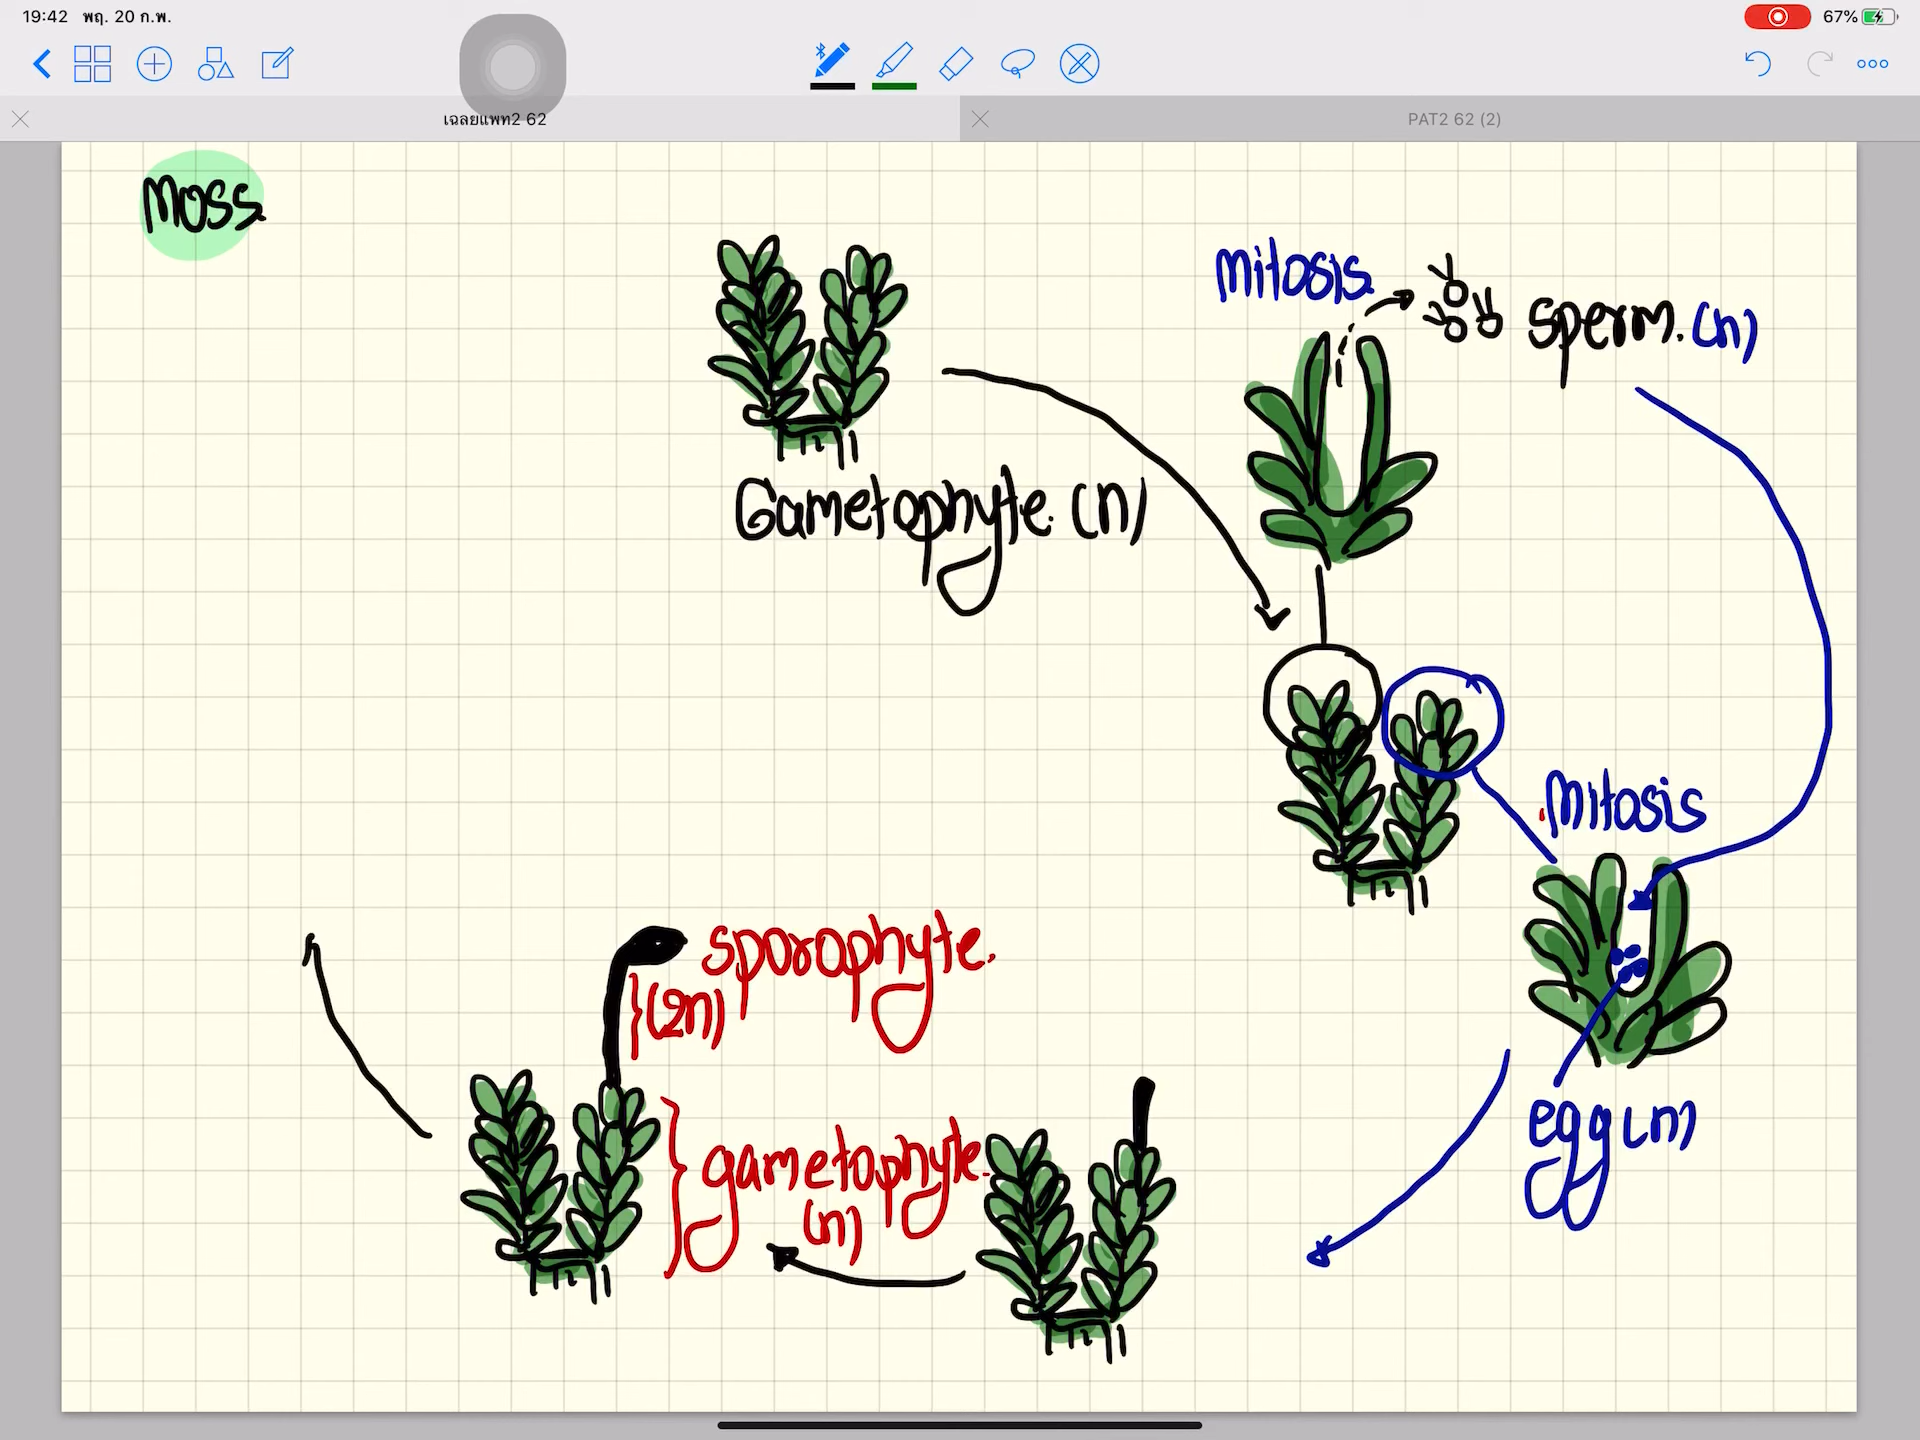 19:42 พฤ. 20 ก.พ.
67%
เฉลยแพท2 62
PAT2 62 (2)
Moss
Mitosis
sperm. (n)
Gametophyte. (n)
Mitosis
sporophyte.
(2n)
egg (n)
gametophyte.
(n)